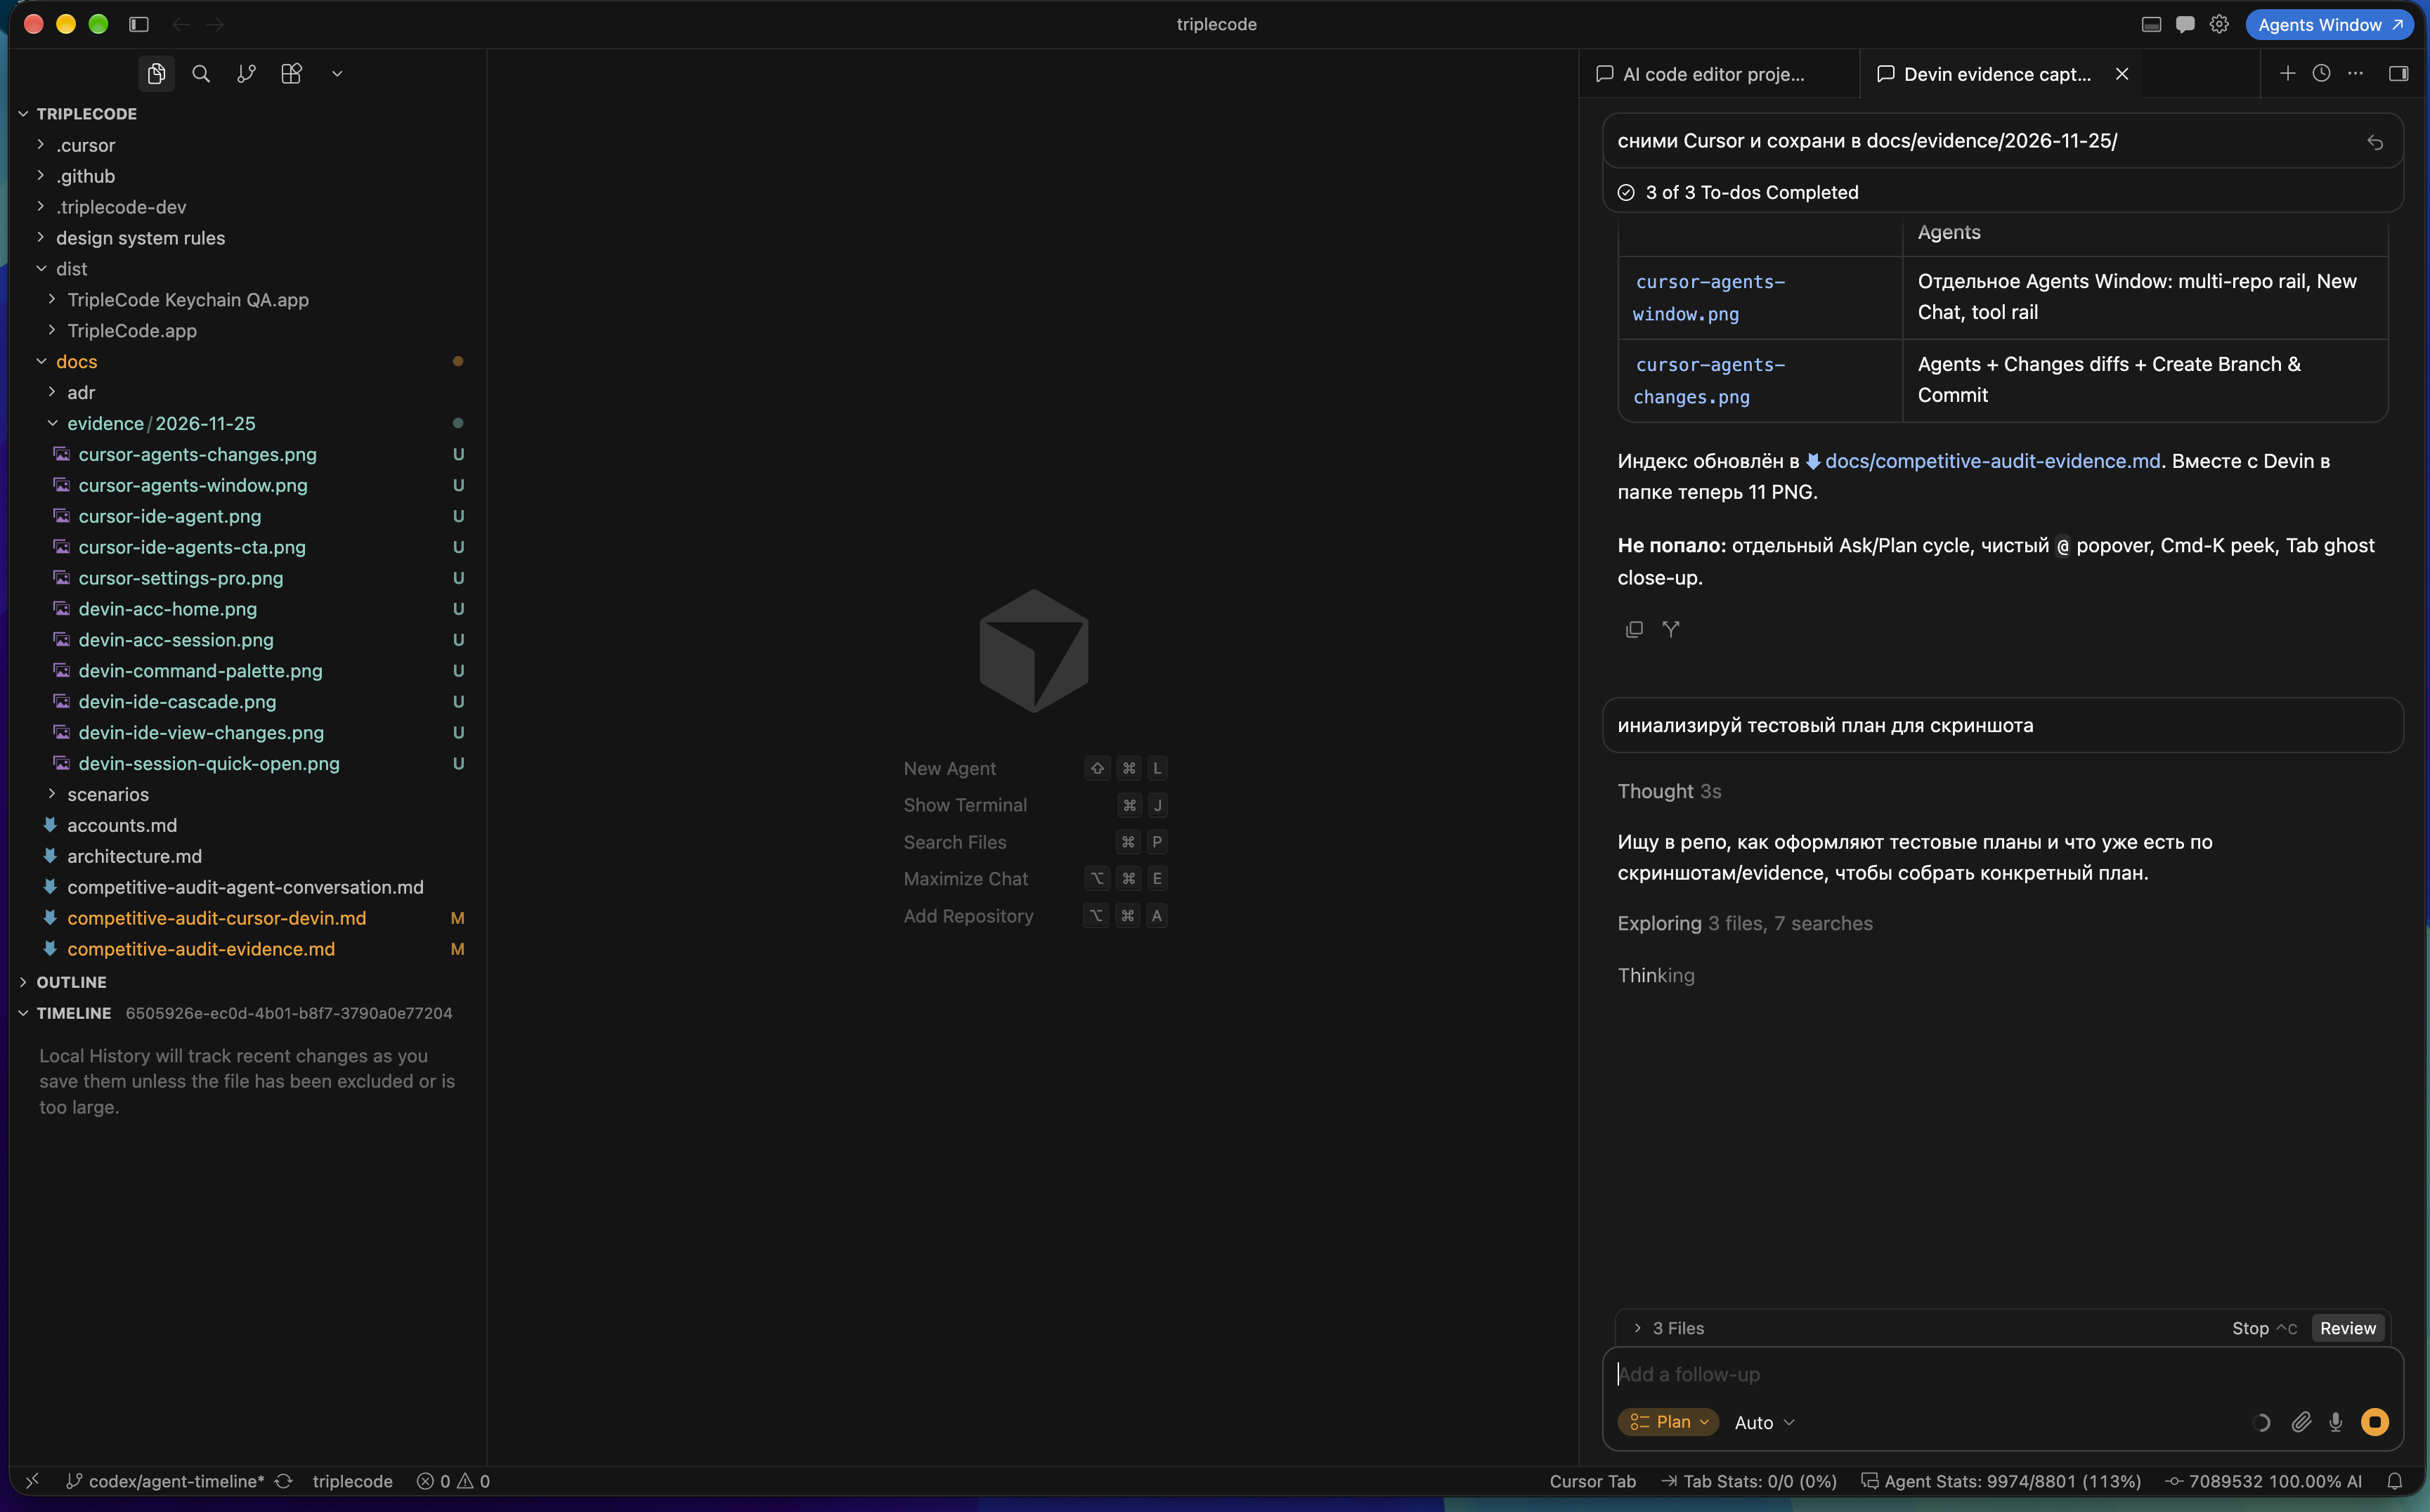 triplecode
Agents Window
TRIPLECODE
.cursor
.github
.triplecode-dev
design system rules
dist
TripleCode Keychain QA.app
TripleCode.app
docs
adr
evidence/2026-11-25
cursor-agents-changes.png U
cursor-agents-window.png U
cursor-ide-agent.png U
cursor-ide-agents-cta.png U
cursor-settings-pro.png U
devin-acc-home.png U
devin-acc-session.png U
devin-command-palette.png U
devin-ide-cascade.png U
devin-ide-view-changes.png U
devin-session-quick-open.png U
scenarios
accounts.md
architecture.md
competitive-audit-agent-conversation.md
competitive-audit-cursor-devin.md M
competitive-audit-evidence.md M
OUTLINE
TIMELINE 6505926e-ec0d-4b01-b8f7-3790a0e77204
Local History will track recent changes as you
save them unless the file has been excluded or is
too large.
New Agent ⇧ ⌘ L
Show Terminal ⌘ J
Search Files ⌘ P
Maximize Chat ⌥ ⌘ E
Add Repository ⌥ ⌘ A
AI code editor proje...
Devin evidence capt...
сними Cursor и сохрани в docs/evidence/2026-11-25/
3 of 3 To-dos Completed
Agents
cursor-agents-
window.png
Отдельное Agents Window: multi-repo rail, New
Chat, tool rail
cursor-agents-
changes.png
Agents + Changes diffs + Create Branch &
Commit
Индекс обновлён в docs/competitive-audit-evidence.md. Вместе с Devin в
папке теперь 11 PNG.
Не попало: отдельный Ask/Plan cycle, чистый @ popover, Cmd-K peek, Tab ghost
close-up.
иниализируй тестовый план для скриншота
Thought 3s
Ищу в репо, как оформляют тестовые планы и что уже есть по
скриншотам/evidence, чтобы собрать конкретный план.
Exploring 3 files, 7 searches
Thinking
3 Files
Stop ^C
Review
Add a follow-up
Plan
Auto
codex/agent-timeline*
triplecode
0
0
Cursor Tab
Tab Stats: 0/0 (0%)
Agent Stats: 9974/8801 (113%)
7089532 100.00% AI